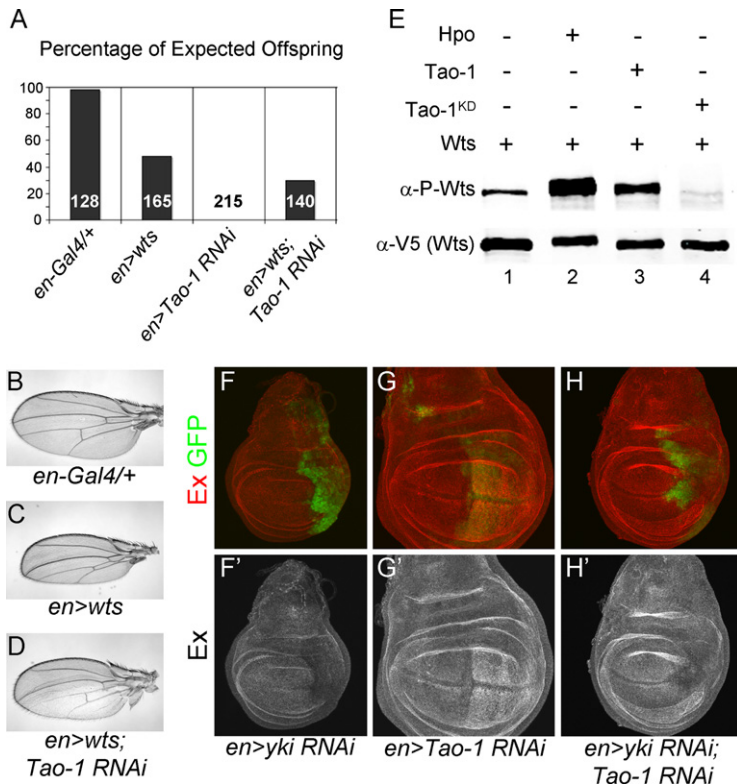 A
Percentage of Expected Offspring
100
80
60
40
20
0
128
165
215
140
en-Gal4/+
en>wts
en>Tao-1 RNAi
en>wts;
Tao-1 RNAi
E
Hpo - + - -
Tao-1 - - + -
Tao-1KD - - - +
Wts + + + +
α-P-Wts
α-V5 (Wts)
1 2 3 4
B
en-Gal4/+
C
en>wts
D
en>wts;
Tao-1 RNAi
Ex GFP
F
G
H
Ex
F'
G'
H'
en>yki RNAi
en>Tao-1 RNAi
en>yki RNAi;
Tao-1 RNAi